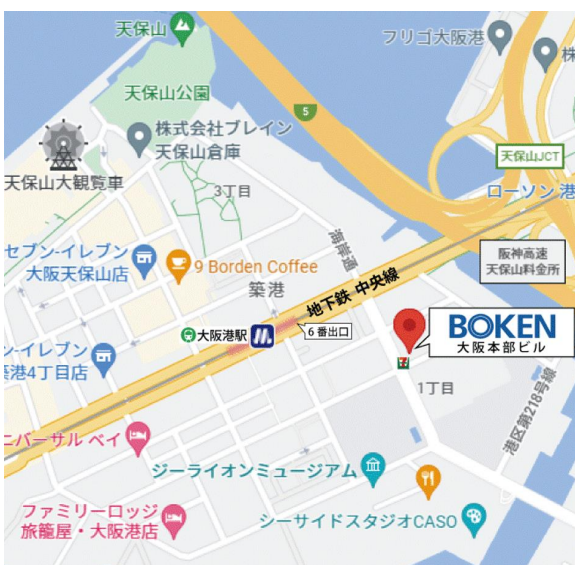 天保山
フリゴ大阪港
株
天保山公園
5
株式会社ブレイン
天保山倉庫
天保山JCT
天保山大観覧車
3丁目
ローソン 港
海岸通
セブン-イレブン
大阪天保山店
9 Borden Coffee
築港
地下鉄 中央線
阪神高速
天保山料金所
大阪港駅
6番出口
BOKEN
大阪本部ビル
ン-イレブン
築港4丁目店
7
1丁目
港区第218号線
ニバーサル ベイ
ジーライオンミュージアム
ファミリーロッジ
旅籠屋・大阪港店
シーサイドスタジオCASO